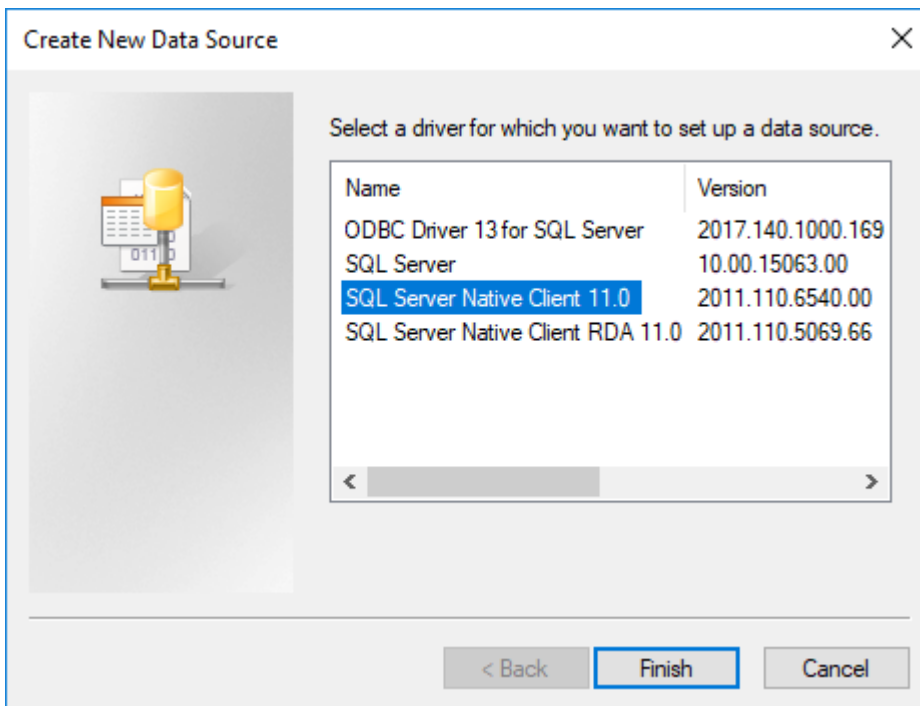 Create New Data Source
Select a driver for which you want to set up a data source.
Name Version
ODBC Driver 13 for SQL Server 2017.140.1000.169
SQL Server 10.00.15063.00
SQL Server Native Client 11.0 2011.110.6540.00
SQL Server Native Client RDA 11.0 2011.110.5069.66
< Back Finish Cancel